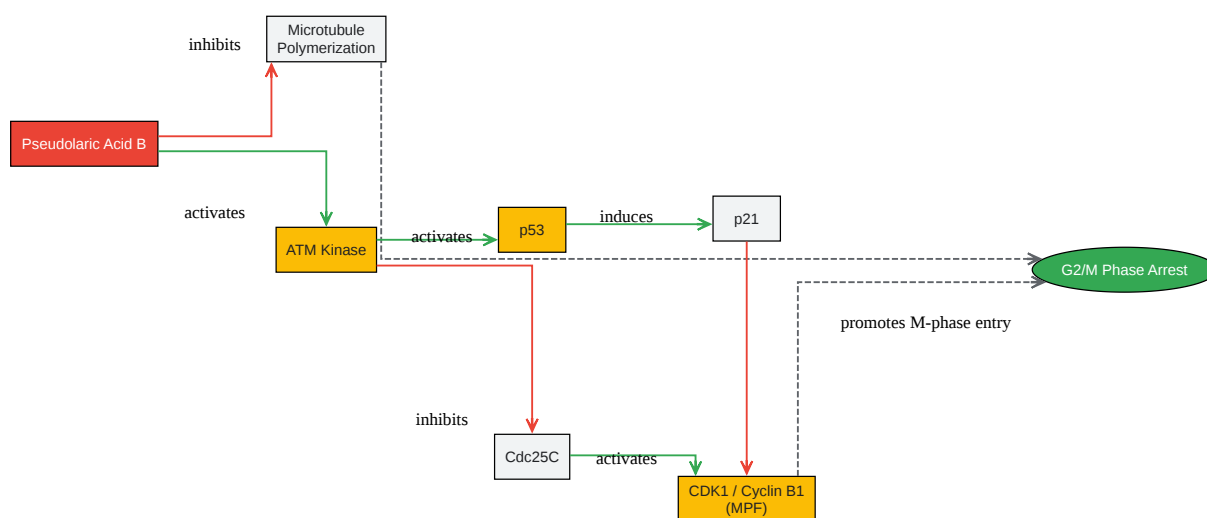 Microtubule
Polymerization
inhibits
Pseudolaric Acid B
activates
p53
induces
p21
ATM Kinase
activates
G2/M Phase Arrest
promotes M-phase entry
inhibits
Cdc25C
activates
CDK1 / Cyclin B1
(MPF)